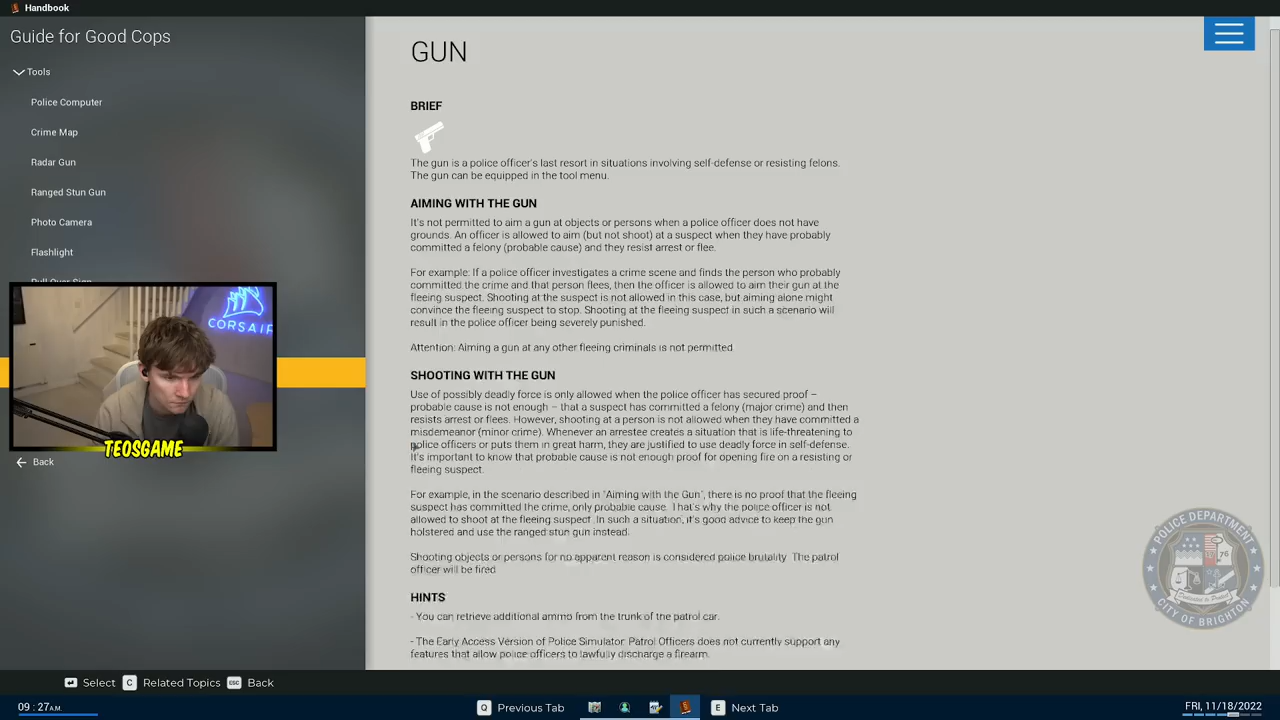 Handbook
Guide for Good Cops
Tools
Police Computer
Crime Map
Radar Gun
Ranged Stun Gun
Photo Camera
Flashlight
Back
CORSAIR
TEOSGAME
GUN
BRIEF
The gun is a police officer's last resort in situations involving self-defense or resisting felons.
The gun can be equipped in the tool menu.
AIMING WITH THE GUN
It's not permitted to aim a gun at objects or persons when a police officer does not have
grounds. An officer is allowed to aim (but not shoot) at a suspect when they have probably
committed a felony (probable cause) and they resist arrest or flee.
For example: If a police officer investigates a crime scene and finds the person who probably
committed the crime and that person flees, then the officer is allowed to aim their gun at the
fleeing suspect. Shooting at the suspect is not allowed in this case, but aiming alone might
convince the fleeing suspect to stop. Shooting at the fleeing suspect in such a scenario will
result in the police officer being severely punished.
Attention: Aiming a gun at any other fleeing criminals is not permitted.
SHOOTING WITH THE GUN
Use of possibly deadly force is only allowed when the police officer has secured proof –
probable cause is not enough – that a suspect has committed a felony (major crime) and then
resists arrest or flees. However, shooting at a person is not allowed when they have committed a
misdemeanor (minor crime). Whenever an arrestee creates a situation that is life-threatening to
police officers or puts them in great harm, they are justified to use deadly force in self-defense.
It's important to know that probable cause is not enough proof for opening fire on a resisting or
fleeing suspect.
For example, in the scenario described in 'Aiming with the Gun', there is no proof that the fleeing
suspect has committed the crime, only probable cause. That's why the police officer is not
allowed to shoot at the fleeing suspect. In such a situation, it's good advice to keep the gun
holstered and use the ranged stun gun instead.
Shooting objects or persons for no apparent reason is considered police brutality. The patrol
officer will be fired.
HINTS
- You can retrieve additional ammo from the trunk of the patrol car.
- The Early Access Version of Police Simulator: Patrol Officers does not currently support any
features that allow police officers to lawfully discharge a firearm.
POLICE DEPARTMENT
17 76
CITY OF BRIGHTON
Select C Related Topics ESC Back
09 : 27 A.M.
Q Previous Tab
E Next Tab
FRI, 11/18/2022